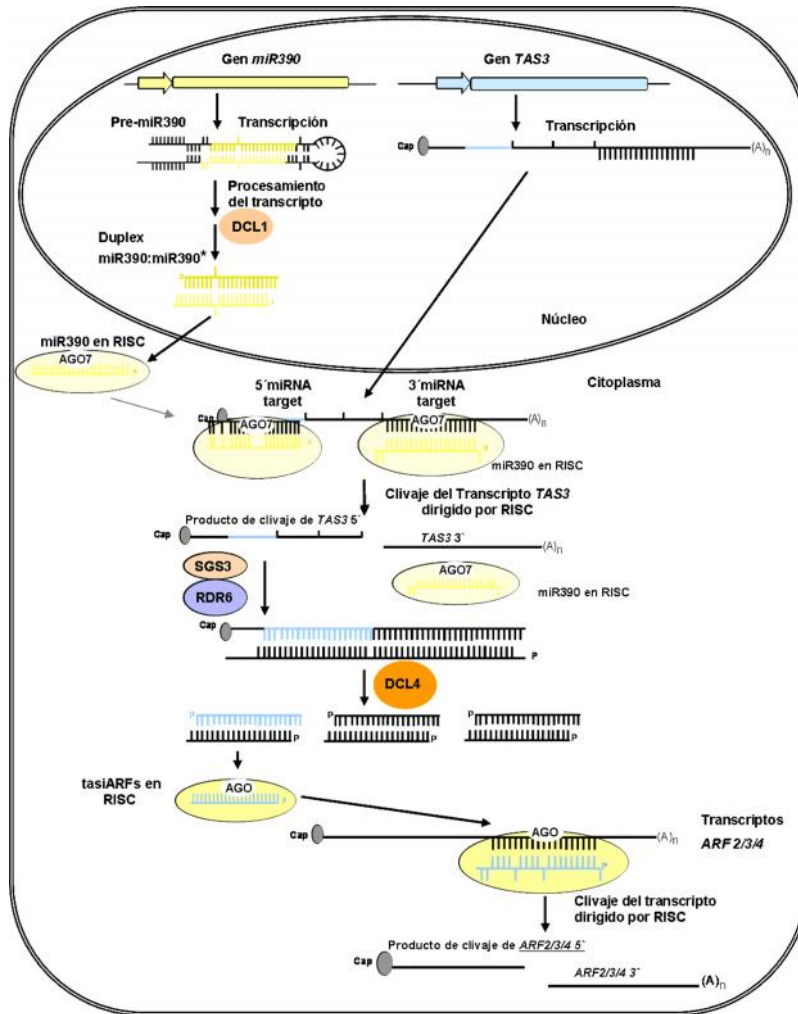 Gen miR390
Gen TAS3
Pre-miR390
Transcripción
Transcripción
Cap
(A)n
Procesamiento
del transcripto
DCL1
Duplex
miR390:miR390*
P
P
Núcleo
miR390 en RISC
AGO7
P
Citoplasma
5´miRNA
target
3´miRNA
target
Cap
AGO7
AGO7
(A)n
P
P
miR390 en RISC
Clivaje del Transcripto TAS3
dirigido por RISC
Producto de clivaje de TAS3 5´
Cap
TAS3 3´
(A)n
SGS3
RDR6
AGO7
miR390 en RISC
Cap
P
DCL4
P
P
P
P
P
P
tasiARFs en
RISC
AGO
P
Transcriptos
ARF 2/3/4
Cap
AGO
(A)n
P
Clivaje del transcripto
dirigido por RISC
Producto de clivaje de ARF2/3/4 5´
Cap
ARF2/3/4 3´
(A)n